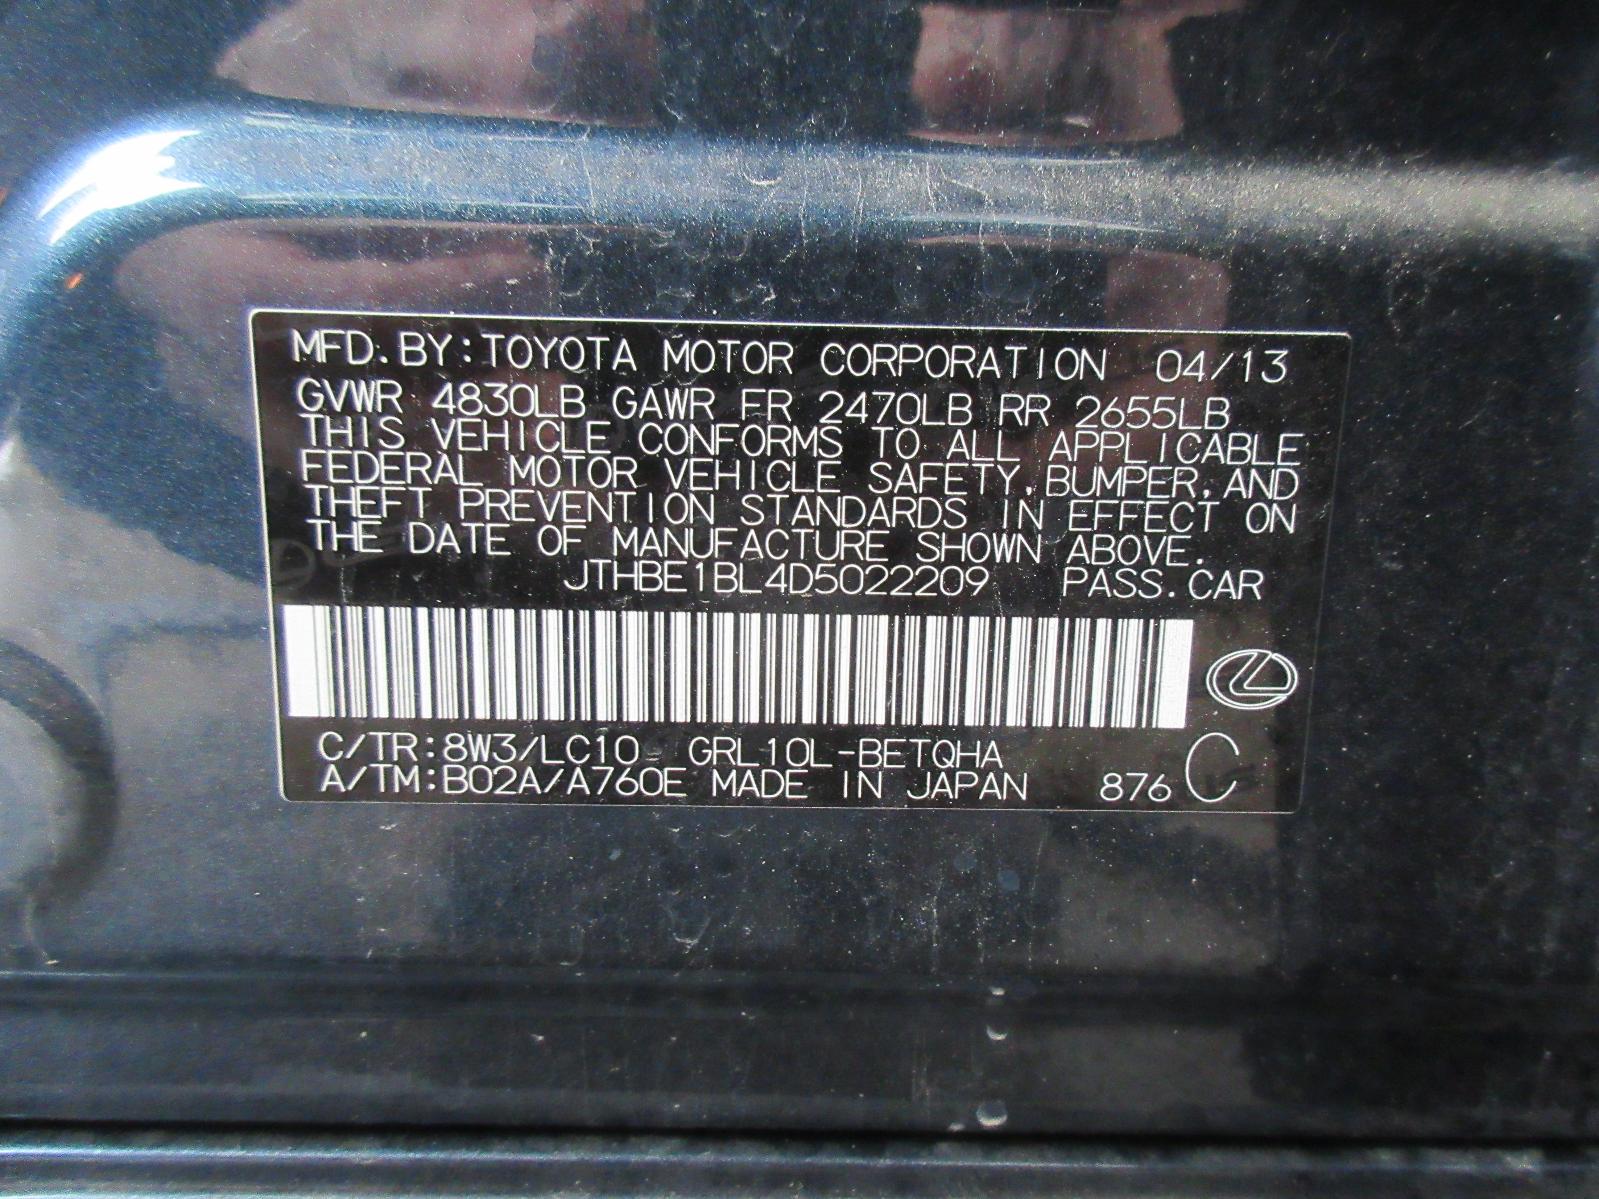 MFD. BY:TOYOTA MOTOR CORPORATION 04/13
GVWR 4830LB GAWR FR 2470LB RR 2655LB
THIS VEHICLE CONFORMS TO ALL APPLICABLE
FEDERAL MOTOR VEHICLE SAFETY, BUMPER, AND
THEFT PREVENTION STANDARDS IN EFFECT ON
THE DATE OF MANUFACTURE SHOWN ABOVE.
JTHBE1BL4D5022209 PASS. CAR
C/TR:8W3/LC10 GRL10L-BETQHA
A/TM:B02A/A760E MADE IN JAPAN 876 C